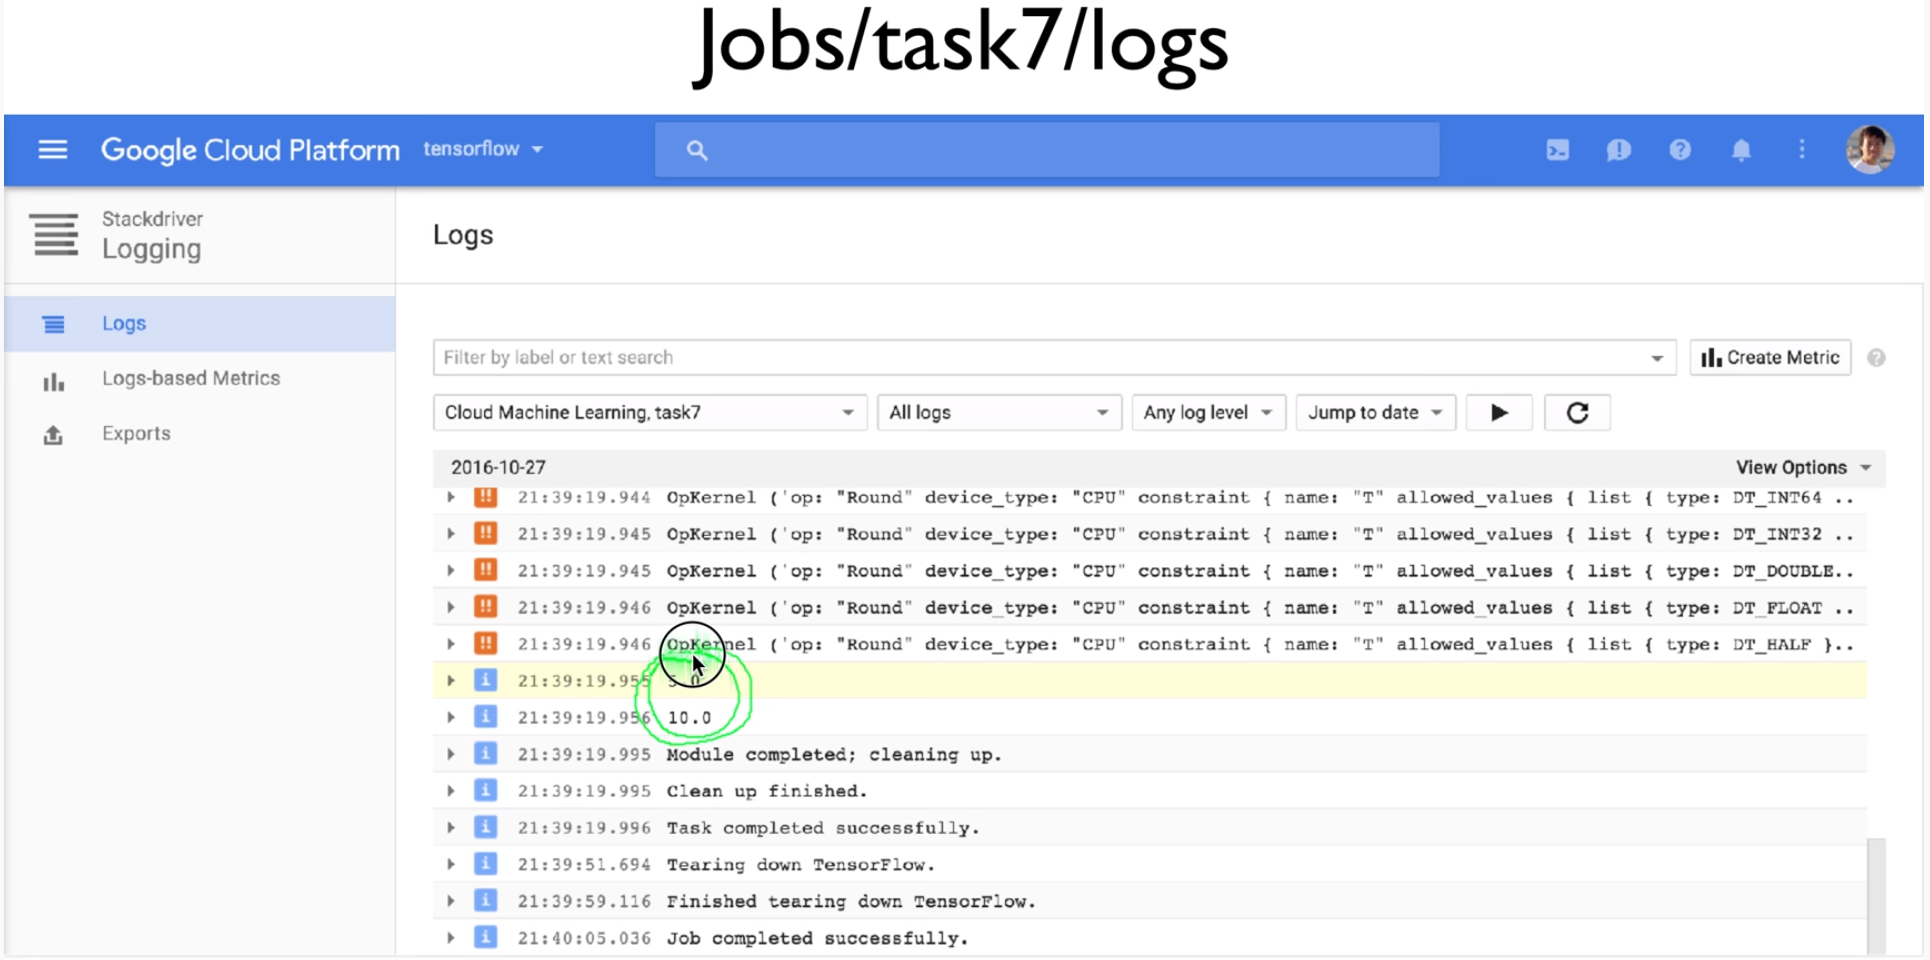 Jobs/task7/logs
Google Cloud Platform tensorflow
Stackdriver
Logging
Logs
Logs
Logs-based Metrics
Exports
Filter by label or text search
Create Metric
Cloud Machine Learning, task7 All logs Any log level Jump to date
2016-10-27 View Options
!! 21:39:19.944 OpKernel ('op: "Round" device_type: "CPU" constraint { name: "T" allowed_values { list { type: DT_INT64 ..
!! 21:39:19.945 OpKernel ('op: "Round" device_type: "CPU" constraint { name: "T" allowed_values { list { type: DT_INT32 ..
!! 21:39:19.945 OpKernel ('op: "Round" device_type: "CPU" constraint { name: "T" allowed_values { list { type: DT_DOUBLE..
!! 21:39:19.946 OpKernel ('op: "Round" device_type: "CPU" constraint { name: "T" allowed_values { list { type: DT_FLOAT ..
!! 21:39:19.946 OpKernel ('op: "Round" device_type: "CPU" constraint { name: "T" allowed_values { list { type: DT_HALF }..
i 21:39:19.955 5.0
i 21:39:19.956 10.0
i 21:39:19.995 Module completed; cleaning up.
i 21:39:19.995 Clean up finished.
i 21:39:19.996 Task completed successfully.
i 21:39:51.694 Tearing down TensorFlow.
i 21:39:59.116 Finished tearing down TensorFlow.
i 21:40:05.036 Job completed successfully.